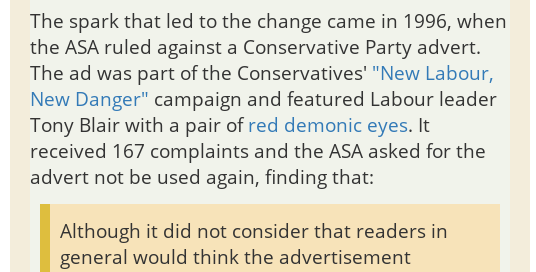 The spark that led to the change came in 1996, when
the ASA ruled against a Conservative Party advert.
The ad was part of the Conservatives' "New Labour,
New Danger" campaign and featured Labour leader
Tony Blair with a pair of red demonic eyes. It
received 167 complaints and the ASA asked for the
advert not be used again, finding that:
Although it did not consider that readers in
general would think the advertisement